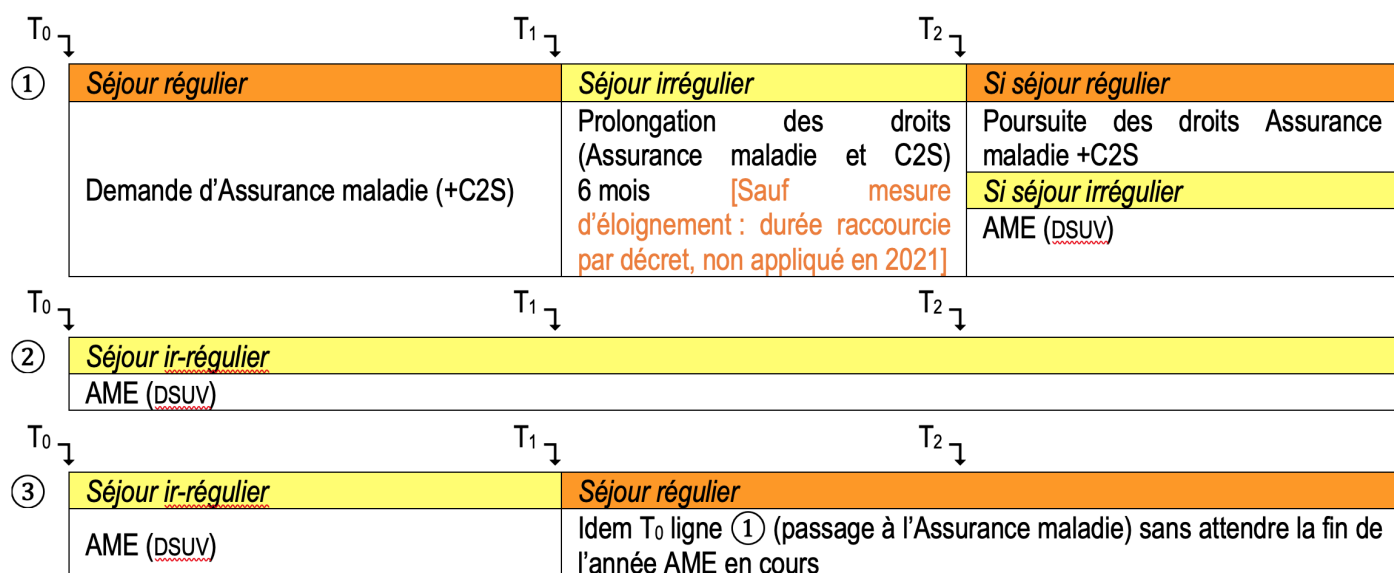 T0 T1 T2
① Séjour régulier Séjour irrégulier Si séjour régulier
Demande d'Assurance maladie (+C2S)
Prolongation des droits
(Assurance maladie et C2S)
6 mois [Sauf mesure
d'éloignement : durée raccourcie
par décret, non appliqué en 2021]
Poursuite des droits Assurance
maladie +C2S
Si séjour irrégulier
AME (DSUV)
T0 T1 T2
② Séjour ir-régulier
AME (DSUV)
T0 T1 T2
③ Séjour ir-régulier Séjour régulier
AME (DSUV)
Idem T0 ligne ① (passage à l'Assurance maladie) sans attendre la fin de
l'année AME en cours